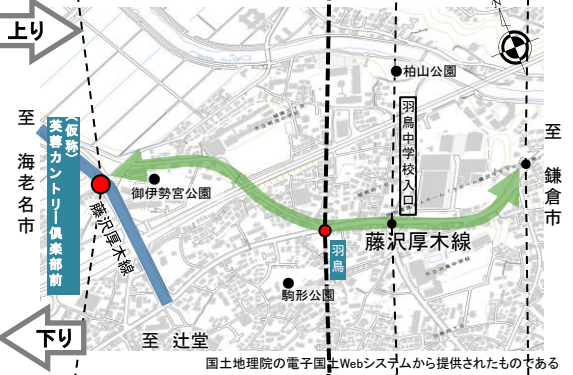 上り
柏山公園
羽鳥中学校入口
至 海老名市
(仮称)
芙蓉カントリー倶楽部前
御伊勢宮公園
藤沢厚木線
至 鎌倉市
藤沢厚木線
羽鳥
駒形公園
下り
至 辻堂
国土地理院の電子国土Webシステムから提供されたものである